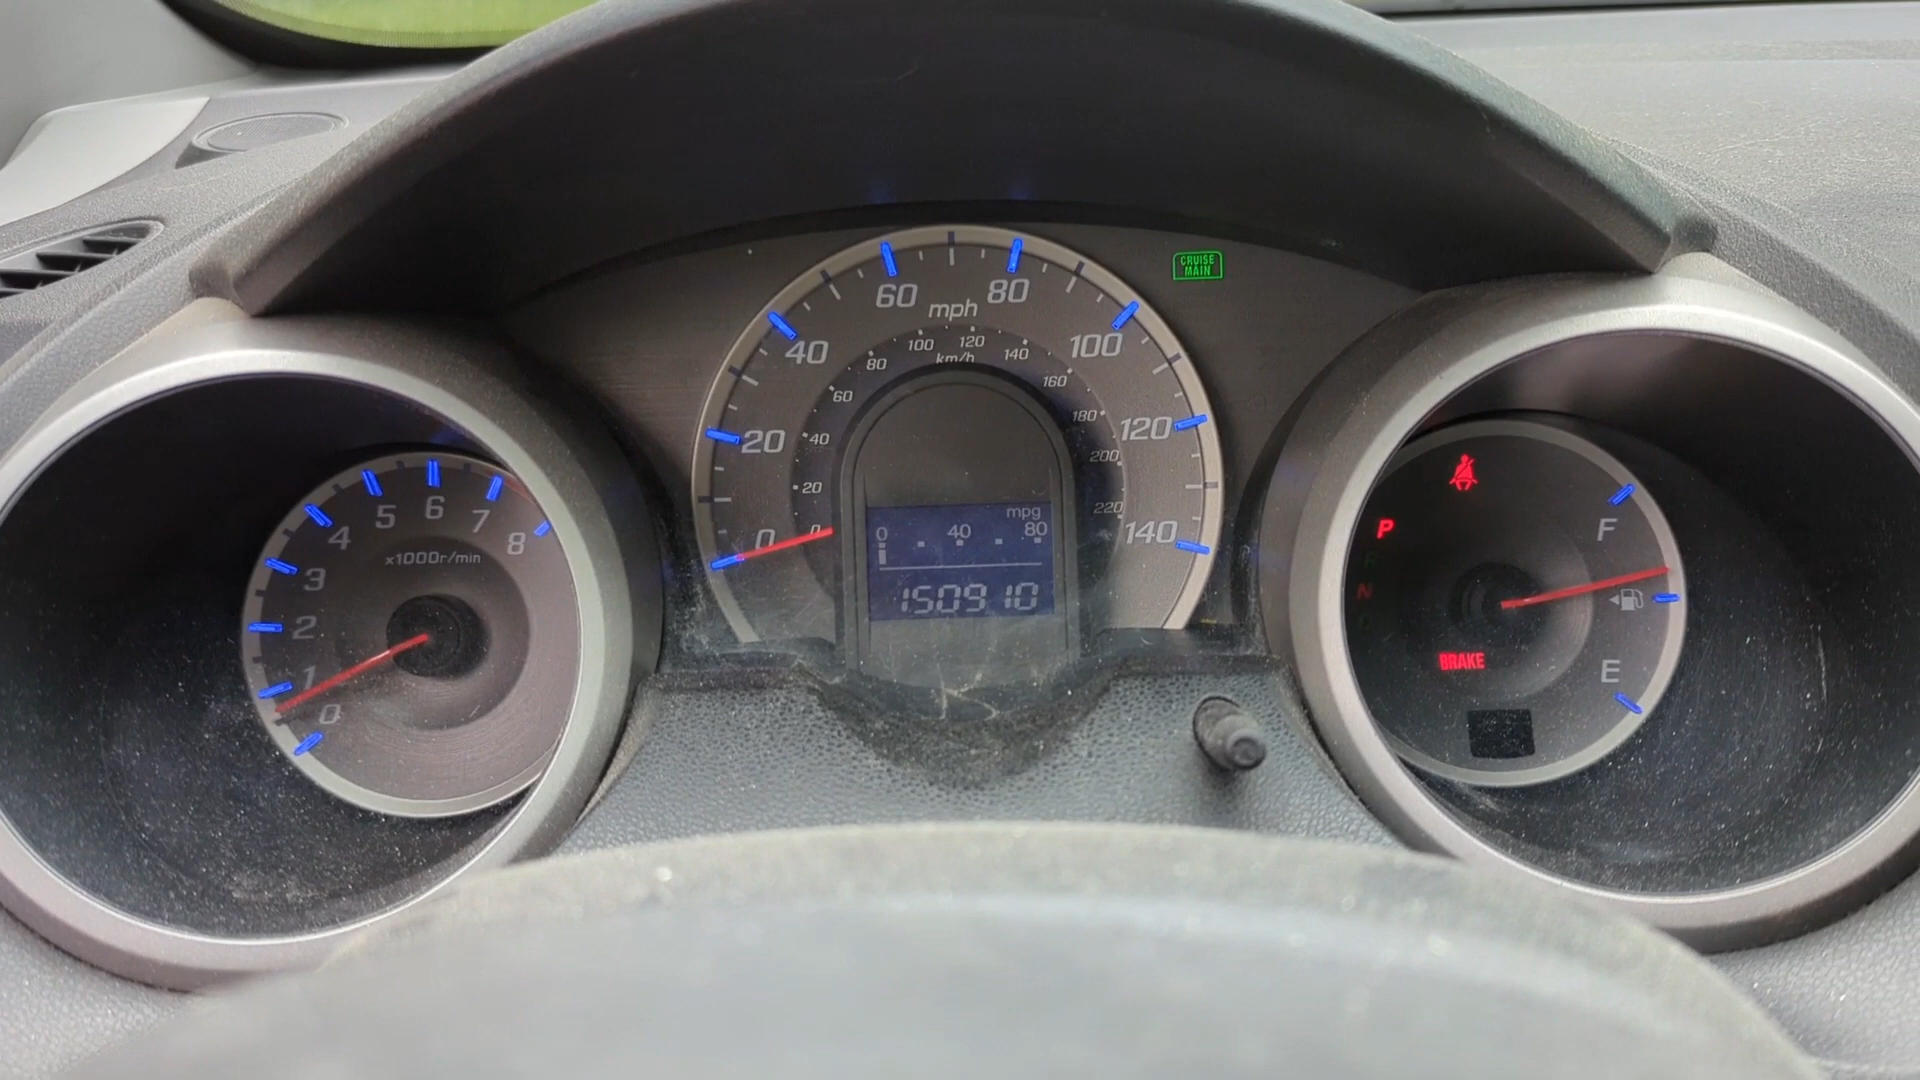 CRUISE
MAIN
60 mph 80
40 100
20 120
0 140
km/h
0 20 40 60 80 100 120 140 160 180 200 220
mpg
0 40 80
150910
0 1 2 3 4 5 6 7 8
x1000r/min
P
N
BRAKE
F
E